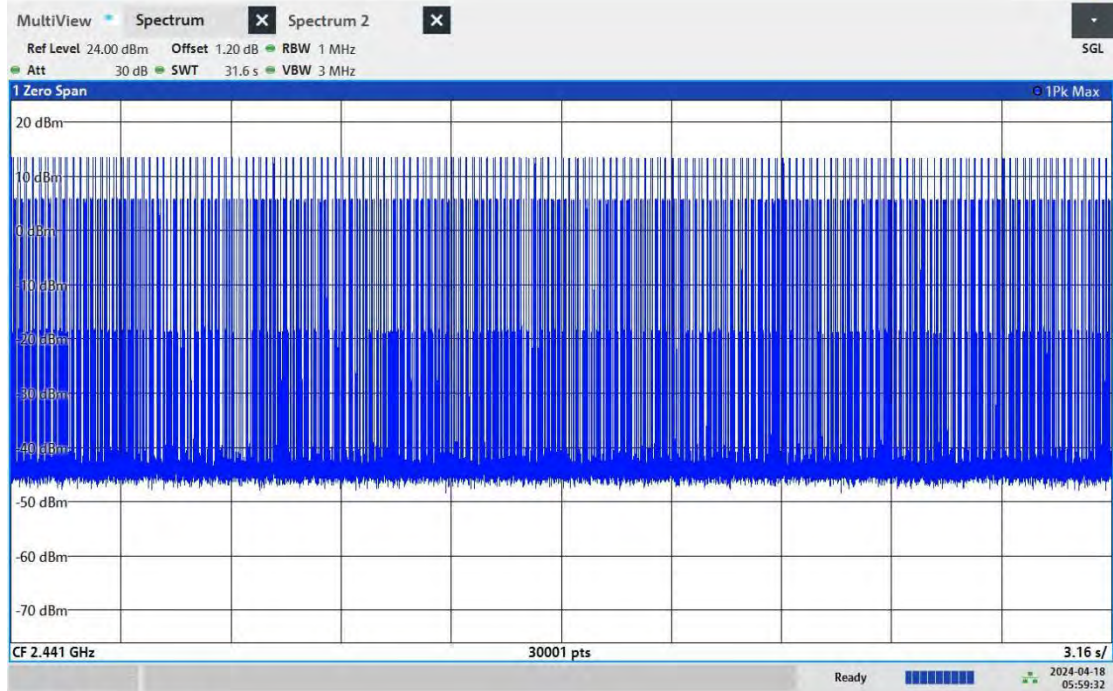 MultiView Spectrum X Spectrum 2 X
Ref Level 24.00 dBm Offset 1.20 dB RBW 1 MHz SGL
Att 30 dB SWT 31.6 s VBW 3 MHz
1 Zero Span 1Pk Max
20 dBm
10 dBm
0 dBm
-10 dBm
-20 dBm
-30 dBm
-40 dBm
-50 dBm
-60 dBm
-70 dBm
CF 2.441 GHz 30001 pts 3.16 s/
Ready 2024-04-18
05:59:32